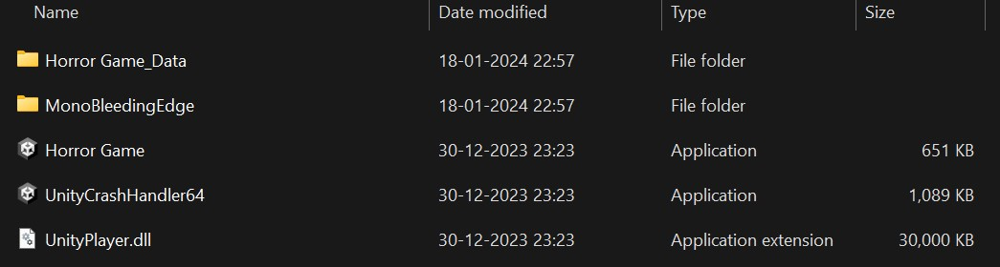 Name Date modified Type Size
Horror Game_Data 18-01-2024 22:57 File folder
MonoBleedingEdge 18-01-2024 22:57 File folder
Horror Game 30-12-2023 23:23 Application 651 KB
UnityCrashHandler64 30-12-2023 23:23 Application 1,089 KB
UnityPlayer.dll 30-12-2023 23:23 Application extension 30,000 KB